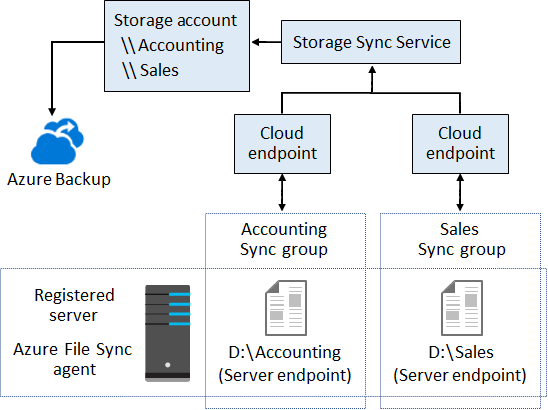 Storage account
\\ Accounting
\\ Sales
Storage Sync Service
Azure Backup
Cloud
endpoint
Cloud
endpoint
Accounting
Sync group
Sales
Sync group
Registered
server
Azure File Sync
agent
D:\Accounting
(Server endpoint)
D:\Sales
(Server endpoint)